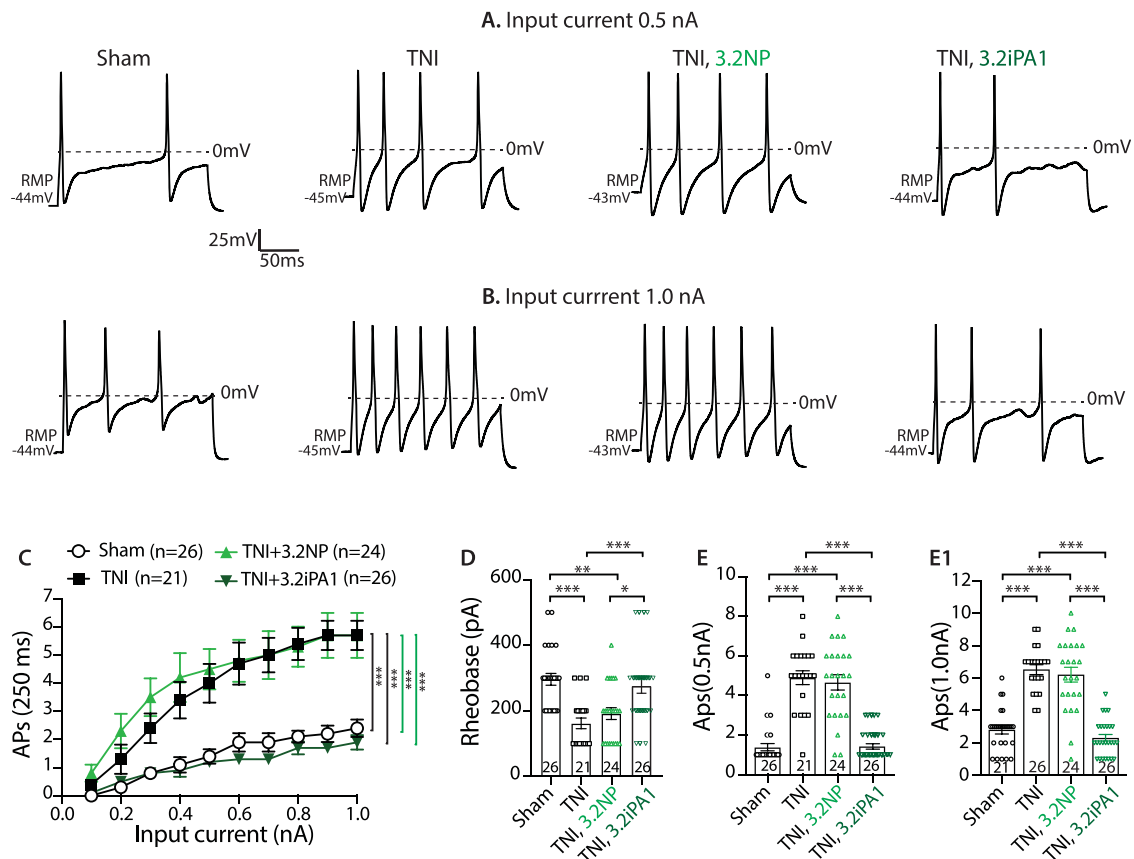 A. Input current 0.5 nA
Sham
TNI
TNI, 3.2NP
TNI, 3.2iPA1
0mV
0mV
0mV
0mV
RMP
-44mV
RMP
-45mV
RMP
-43mV
RMP
-44mV
25mV
50ms
B. Input currrent 1.0 nA
0mV
0mV
0mV
0mV
RMP
-44mV
RMP
-45mV
RMP
-43mV
RMP
-44mV
C
Sham (n=26)
TNI+3.2NP (n=24)
TNI (n=21)
TNI+3.2iPA1 (n=26)
APs (250 ms)
7
6
5
4
3
2
1
0
0.0 0.2 0.4 0.6 0.8 1.0
Input current (nA)
***
***
***
***
D
Rheobase (pA)
600
400
200
0
***
**
*** *
26 21 24 26
Sham
TNI
TNI, 3.2NP
TNI, 3.2iPA1
E
Aps(0.5nA)
10
8
6
4
2
0
***
***
*** ***
26 21 24 26
Sham
TNI
TNI, 3.2NP
TNI, 3.2iPA1
E1
Aps(1.0nA)
12
10
8
6
4
2
0
***
***
*** ***
21 26 24 26
Sham
TNI
TNI, 3.2NP
TNI, 3.2iPA1